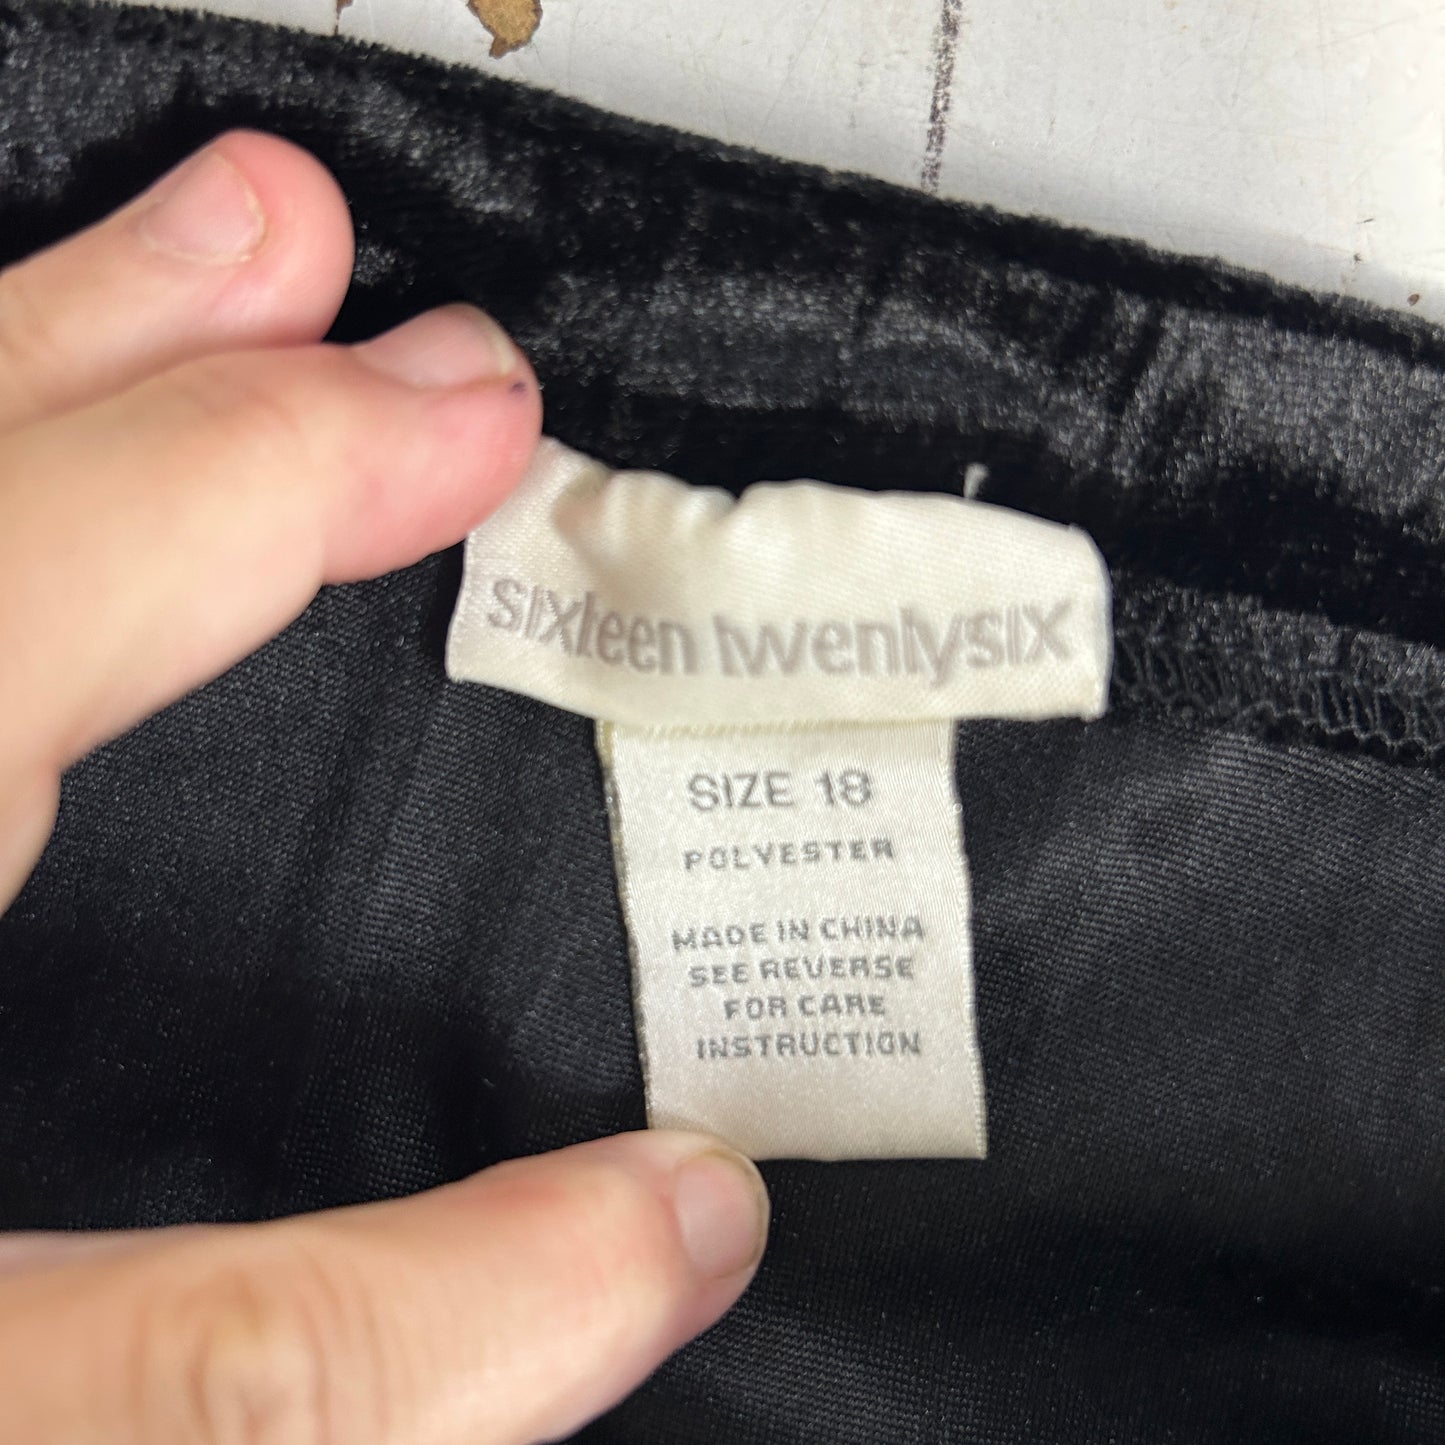 sixteen twentysix
SIZE 18
POLYESTER
MADE IN CHINA
SEE REVERSE
FOR CARE
INSTRUCTION